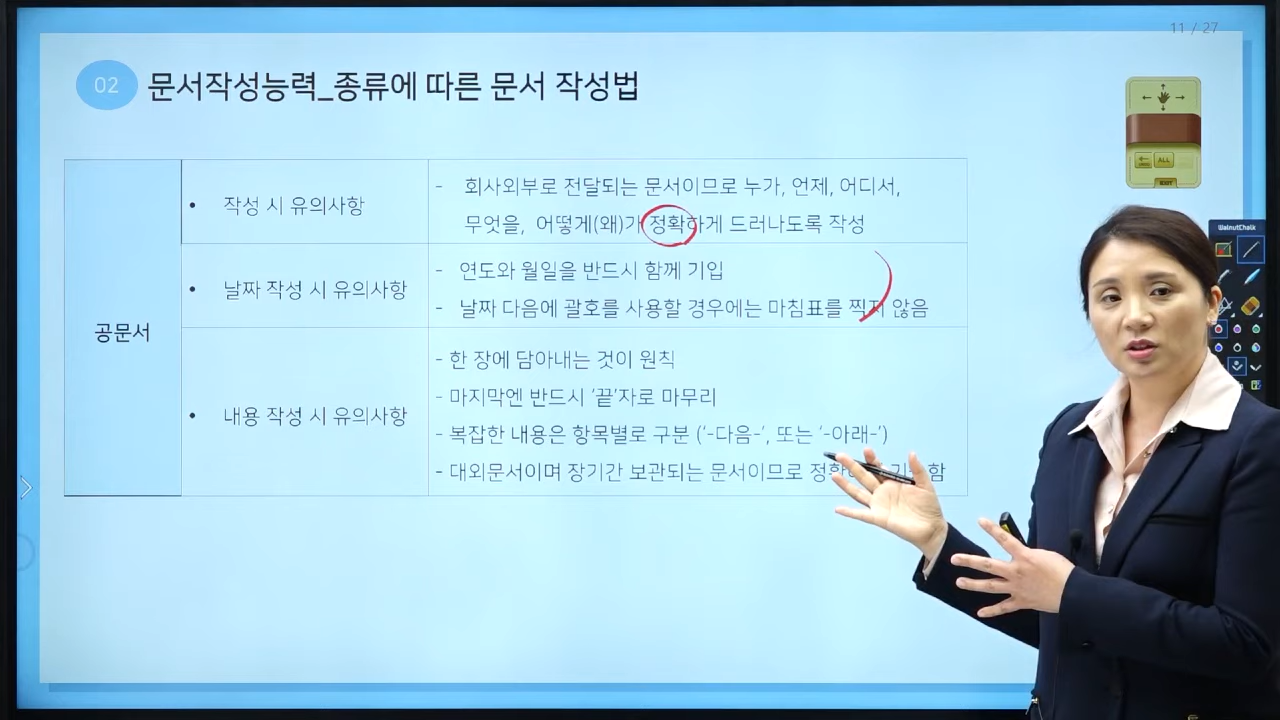 11 / 27
02 문서작성능력_종류에 따른 문서 작성법
공문서
• 작성 시 유의사항
- 회사외부로 전달되는 문서이므로 누가, 언제, 어디서,
무엇을, 어떻게(왜)가 정확하게 드러나도록 작성
• 날짜 작성 시 유의사항
- 연도와 월일을 반드시 함께 기입
- 날짜 다음에 괄호를 사용할 경우에는 마침표를 찍지 않음
• 내용 작성 시 유의사항
- 한 장에 담아내는 것이 원칙
- 마지막엔 반드시 '끝'자로 마무리
- 복잡한 내용은 항목별로 구분 ('-다음-', 또는 '-아래-')
- 대외문서이며 장기간 보관되는 문서이므로 정확
ALL
WalnutChalk